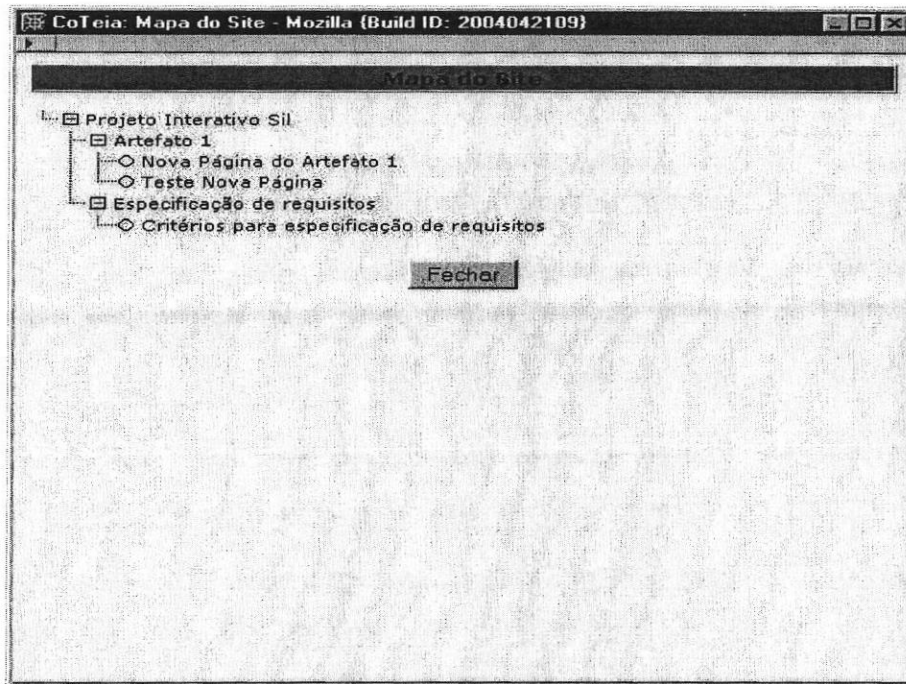 CoTeia: Mapa do Site - Mozilla {Build ID: 2004042109}
Mapa do Site
Projeto Interativo Sil
Artefato 1
Nova Página do Artefato 1
Teste Nova Página
Especificação de requisitos
Critérios para especificação de requisitos
Fechar